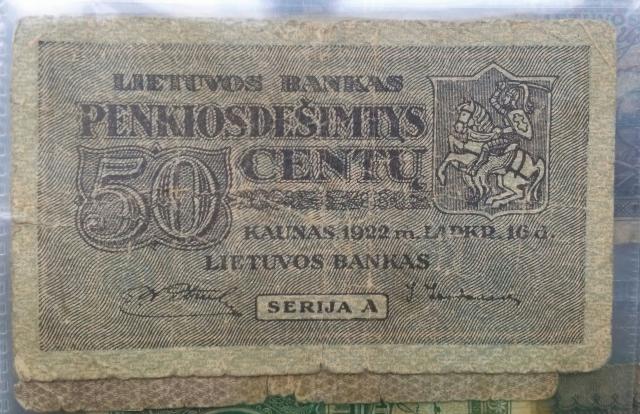 LIETUVOS BANKAS
PENKIOSDEŠIMTYS
50 CENTŲ
KAUNAS, 1922 m. LAPKR. 16 d.
LIETUVOS BANKAS
SERIJA A